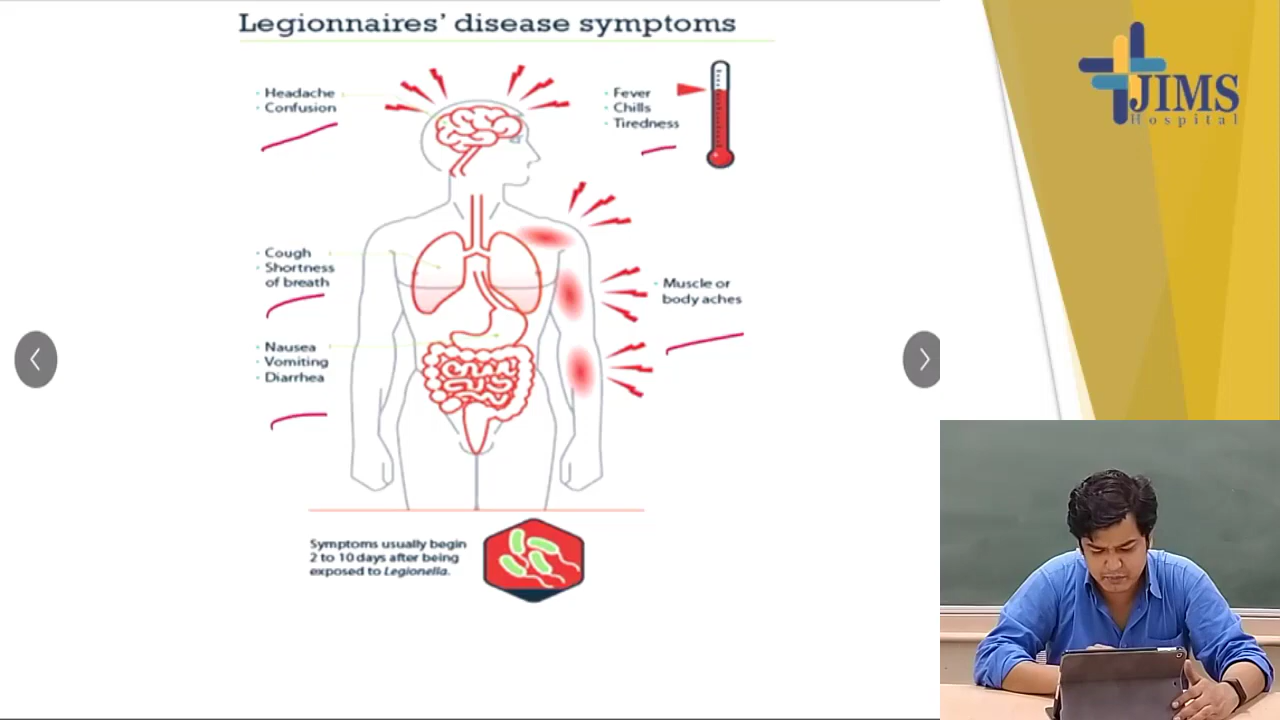 Legionnaires' disease symptoms
· Headache
· Confusion
· Fever
· Chills
· Tiredness
· Cough
· Shortness
of breath
· Muscle or
body aches
· Nausea
· Vomiting
· Diarrhea
Symptoms usually begin
2 to 10 days after being
exposed to Legionella.
JIMS
Hospital